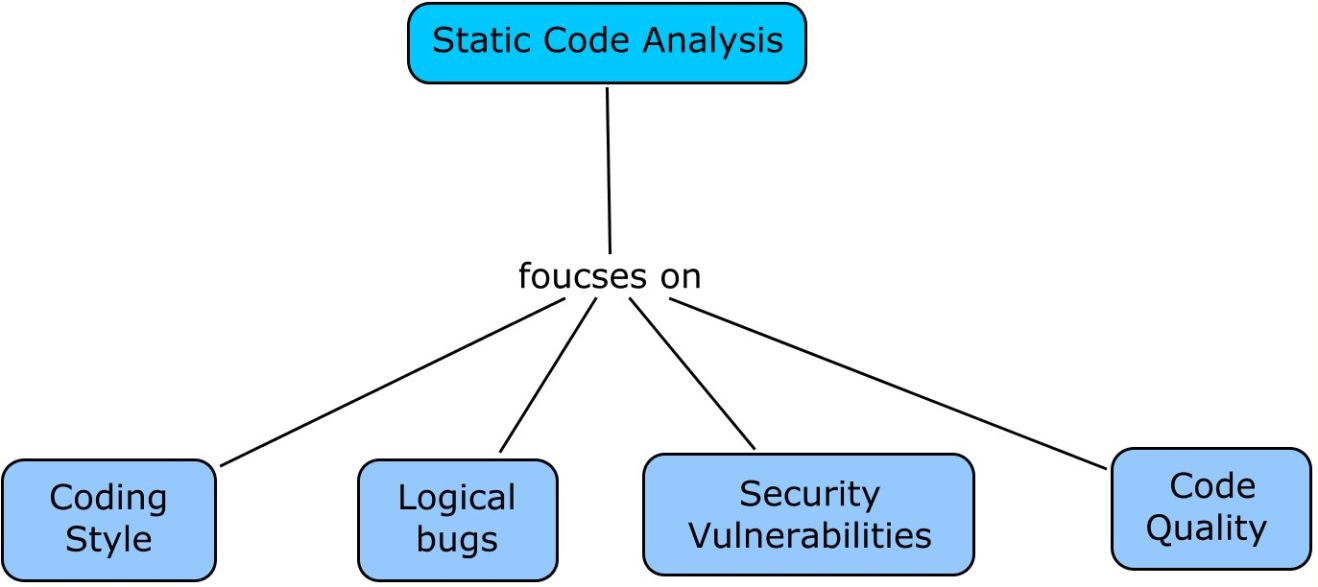 Static Code Analysis
foucses on
Coding
Style
Logical
bugs
Security
Vulnerabilities
Code
Quality